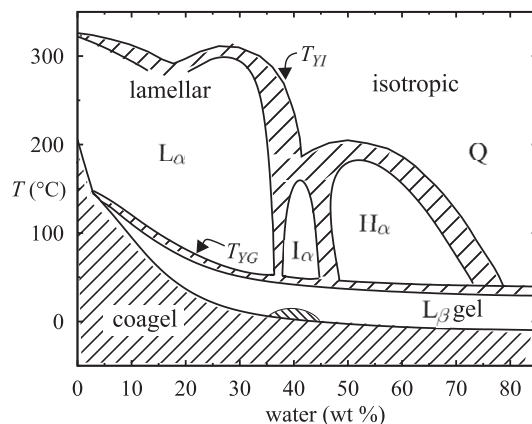 300
T_YI
isotropic
lamellar
200
L_α
Q
T (°C)
H_α
100
T_YG
I_α
L_β gel
coagel
0
0 10 20 30 40 50 60 70 80
water (wt %)